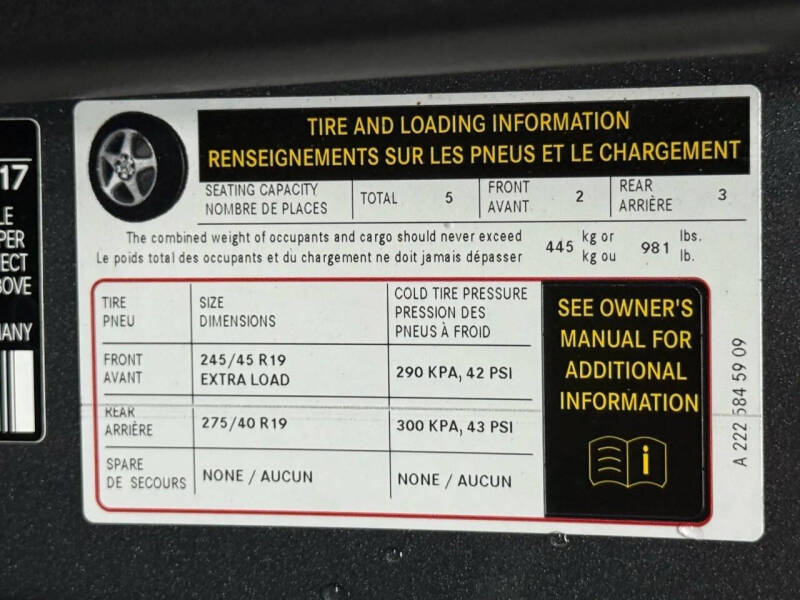 TIRE AND LOADING INFORMATION
RENSEIGNEMENTS SUR LES PNEUS ET LE CHARGEMENT
SEATING CAPACITY
NOMBRE DE PLACES
TOTAL 5
FRONT
AVANT
2
REAR
ARRIÈRE
3
The combined weight of occupants and cargo should never exceed
Le poids total des occupants et du chargement ne doit jamais dépasser
445
kg or
kg ou
981
lbs.
lb.
TIRE
PNEU
SIZE
DIMENSIONS
COLD TIRE PRESSURE
PRESSION DES
PNEUS À FROID
FRONT
AVANT
245/45 R19
EXTRA LOAD
290 KPA, 42 PSI
REAR
ARRIÈRE
275/40 R19
300 KPA, 43 PSI
SPARE
DE SECOURS
NONE / AUCUN
NONE / AUCUN
SEE OWNER'S
MANUAL FOR
ADDITIONAL
INFORMATION
i
A 222 584 59 09
17